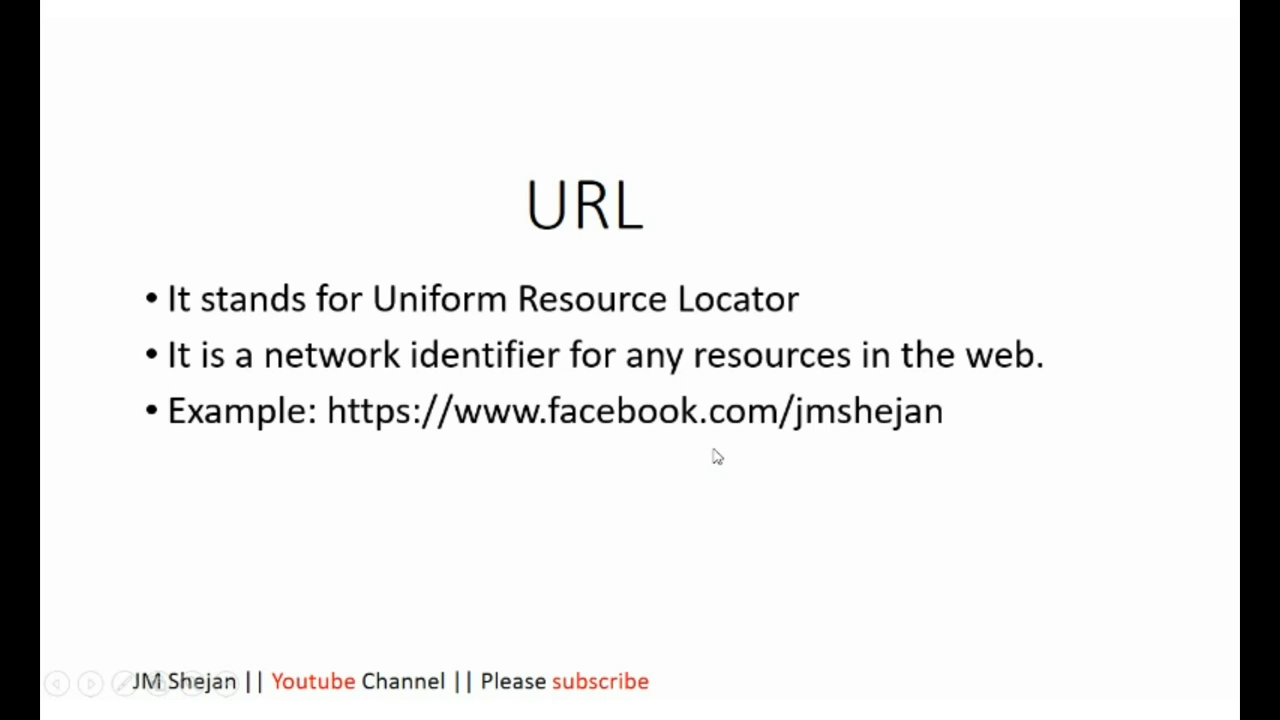 URL
• It stands for Uniform Resource Locator
• It is a network identifier for any resources in the web.
• Example: https://www.facebook.com/jmshejan
JM Shejan || Youtube Channel || Please subscribe